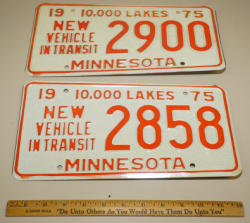 19 10,000 LAKES 75
NEW
VEHICLE
IN TRANSIT
2900
MINNESOTA
19 10,000 LAKES 75
NEW
VEHICLE
IN TRANSIT
2858
MINNESOTA
"Do Unto Others As You Would Have Them Do Unto You"